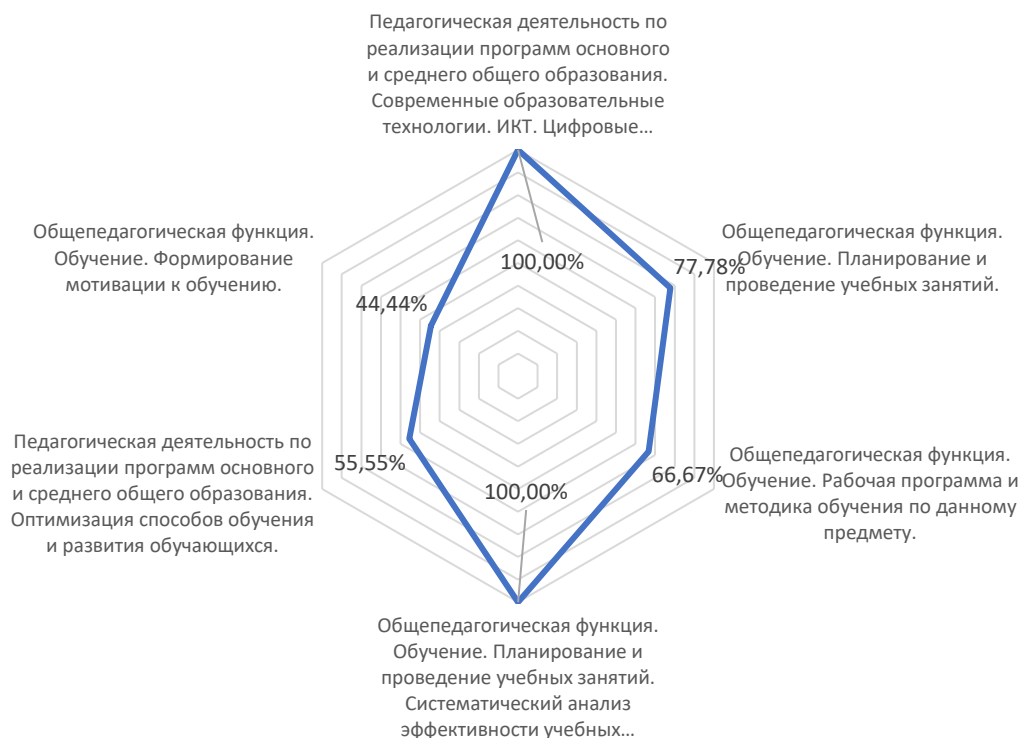 Педагогическая деятельность по
реализации программ основного
и среднего общего образования.
Современные образовательные
технологии. ИКТ. Цифровые…
Общепедагогическая функция.
Обучение. Планирование и
проведение учебных занятий.
Общепедагогическая функция.
Обучение. Рабочая программа и
методика обучения по данному
предмету.
Общепедагогическая функция.
Обучение. Планирование и
проведение учебных занятий.
Систематический анализ
эффективности учебных…
Педагогическая деятельность по
реализации программ основного
и среднего общего образования.
Оптимизация способов обучения
и развития обучающихся.
Общепедагогическая функция.
Обучение. Формирование
мотивации к обучению.
100,00%
77,78%
66,67%
100,00%
55,55%
44,44%